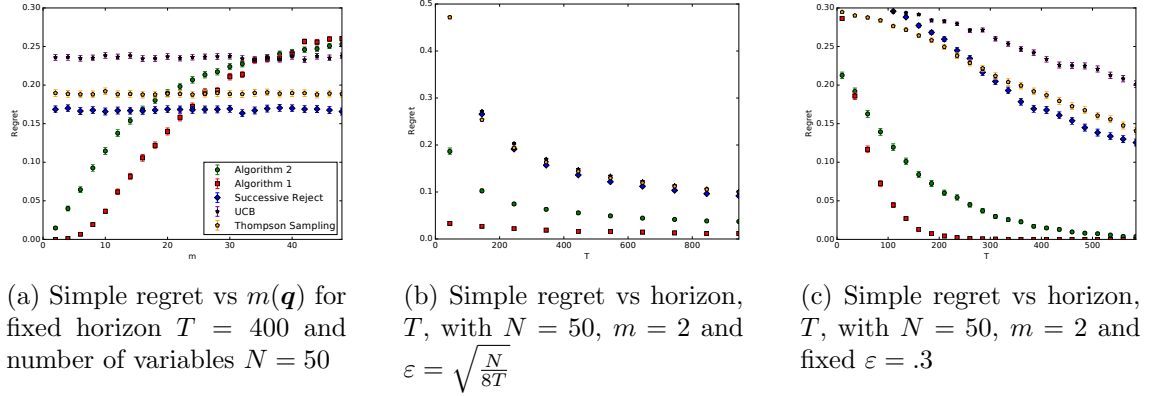 0.30
0.25
0.20
0.15
0.10
0.05
0.00
Regret
0
10
20
30
40
m
Algorithm 2
Algorithm 1
Successive Reject
UCB
Thompson Sampling
(a) Simple regret vs m(q) for
fixed horizon T = 400 and
number of variables N = 50
0.5
0.4
0.3
0.2
0.1
0.0
Regret
0
200
400
600
800
T
(b) Simple regret vs horizon,
T, with N = 50, m = 2 and
ε = √(N/8T)
0.30
0.25
0.20
0.15
0.10
0.05
0.00
Regret
0
100
200
300
400
500
T
(c) Simple regret vs horizon,
T, with N = 50, m = 2 and
fixed ε = .3